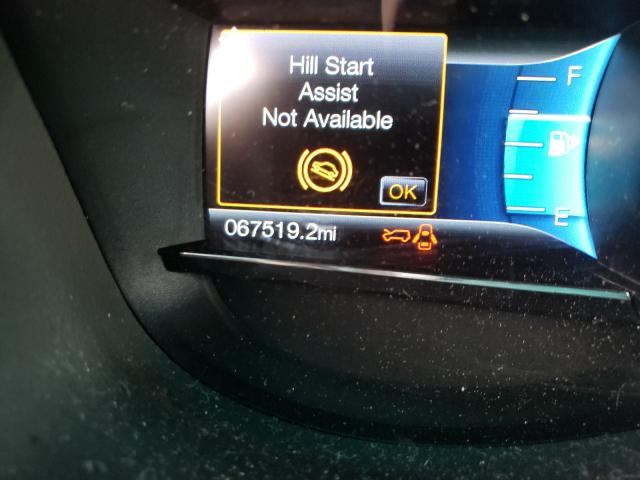 Hill Start
Assist
Not Available
OK
067519.2mi
F
E